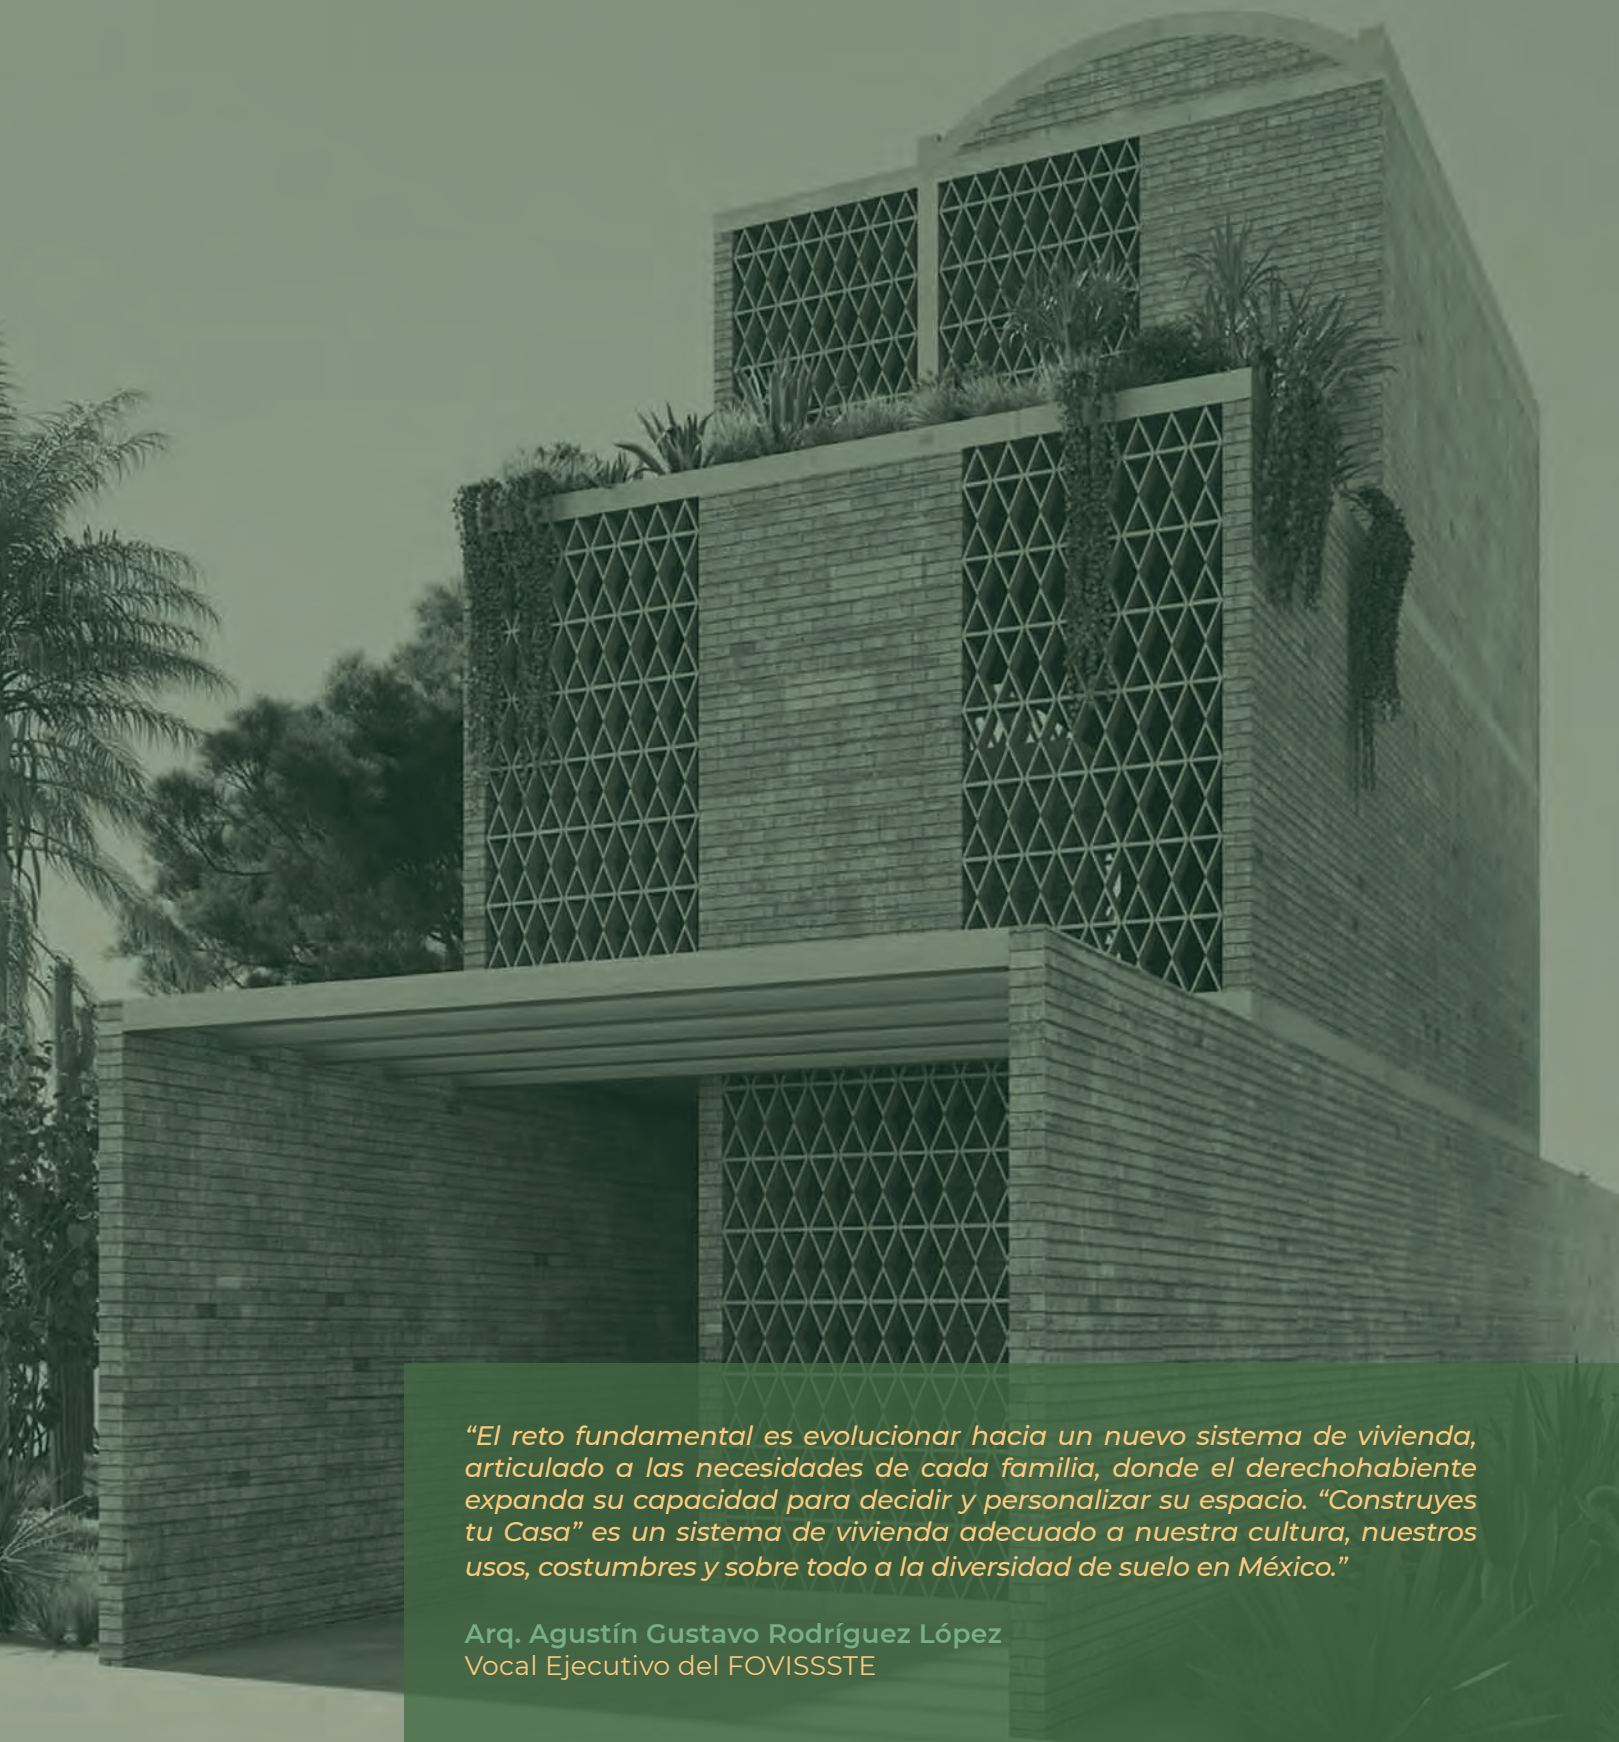 “El reto fundamental es evolucionar hacia un nuevo sistema de vivienda,
articulado a las necesidades de cada familia, donde el derechohabiente
expanda su capacidad para decidir y personalizar su espacio. “Construyes
tu Casa” es un sistema de vivienda adecuado a nuestra cultura, nuestros
usos, costumbres y sobre todo a la diversidad de suelo en México.”
Arq. Agustín Gustavo Rodríguez López
Vocal Ejecutivo del FOVISSSTE